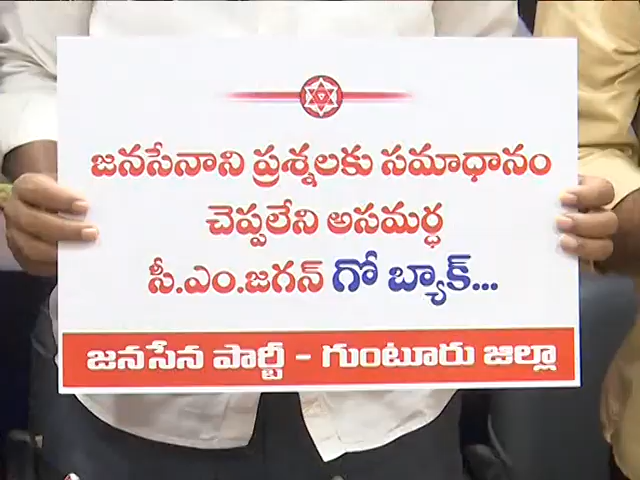 జనసేనాని ప్రశ్నలకు సమాధానం
చెప్పలేని అసమర్ధ
సీ.ఎం.జగన్ గో బ్యాక్...
జనసేన పార్టీ - గుంటూరు జిల్లా